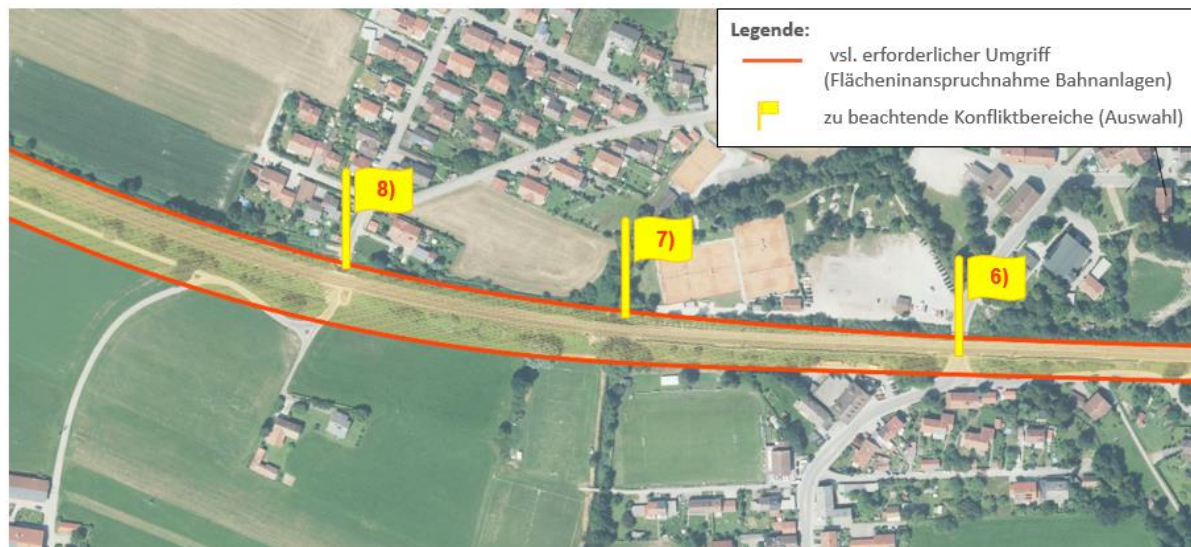 Legende:
vsl. erforderlicher Umgriff
(Flächeninanspruchnahme Bahnanlagen)
zu beachtende Konfliktbereiche (Auswahl)
8)
7)
6)